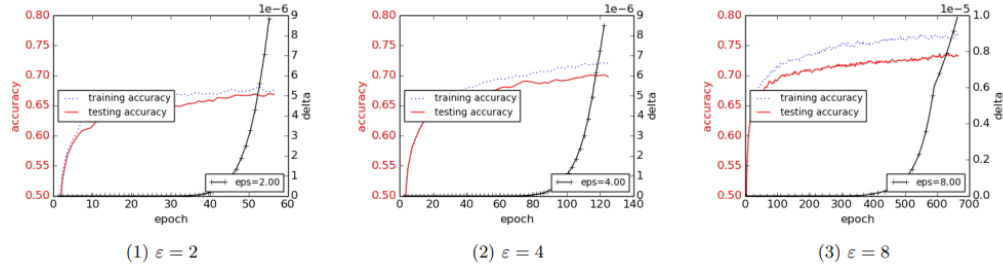 0.80
0.75
0.70
0.65
0.60
0.55
0.50
accuracy
1e−6
9
8
7
6
5
4
3
2
1
0
delta
training accuracy
testing accuracy
eps=2.00
0 10 20 30 40 50 60
epoch
(1) ε = 2
0.80
0.75
0.70
0.65
0.60
0.55
0.50
accuracy
1e−6
9
8
7
6
5
4
3
2
1
0
delta
training accuracy
testing accuracy
eps=4.00
0 20 40 60 80 100 120 140
epoch
(2) ε = 4
0.80
0.75
0.70
0.65
0.60
0.55
0.50
accuracy
1e−5
1.0
0.8
0.6
0.4
0.2
0.0
delta
training accuracy
testing accuracy
eps=8.00
0 100 200 300 400 500 600 700
epoch
(3) ε = 8